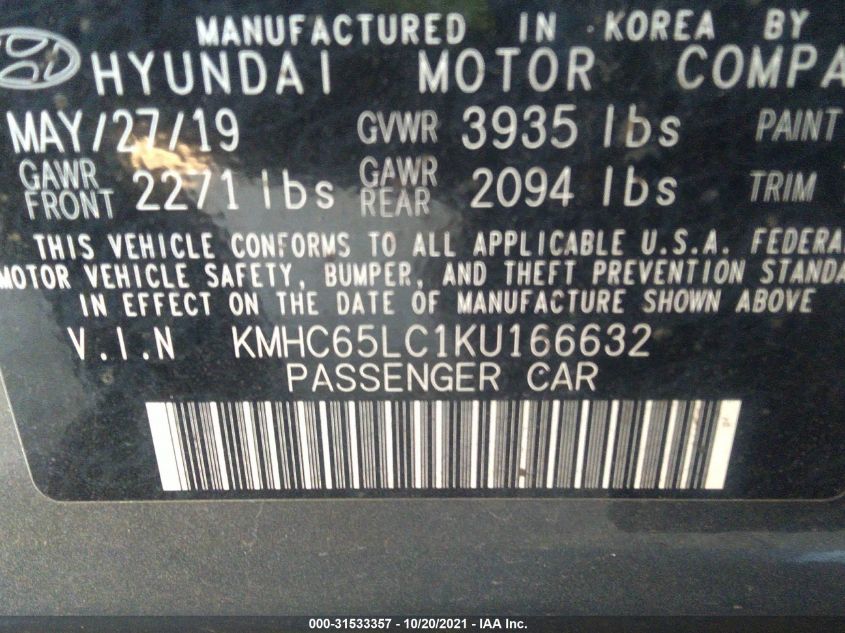 MANUFACTURED IN KOREA BY
HYUNDAI MOTOR COMPA
MAY/27/19 GVWR 3935 lbs PAINT
GAWR FRONT 2271 lbs GAWR REAR 2094 lbs TRIM
THIS VEHICLE CONFORMS TO ALL APPLICABLE U.S.A. FEDERA
MOTOR VEHICLE SAFETY, BUMPER, AND THEFT PREVENTION STANDA
IN EFFECT ON THE DATE OF MANUFACTURE SHOWN ABOVE
V.I.N KMHC65LC1KU166632
PASSENGER CAR
000-31533357 - 10/20/2021 - IAA Inc.